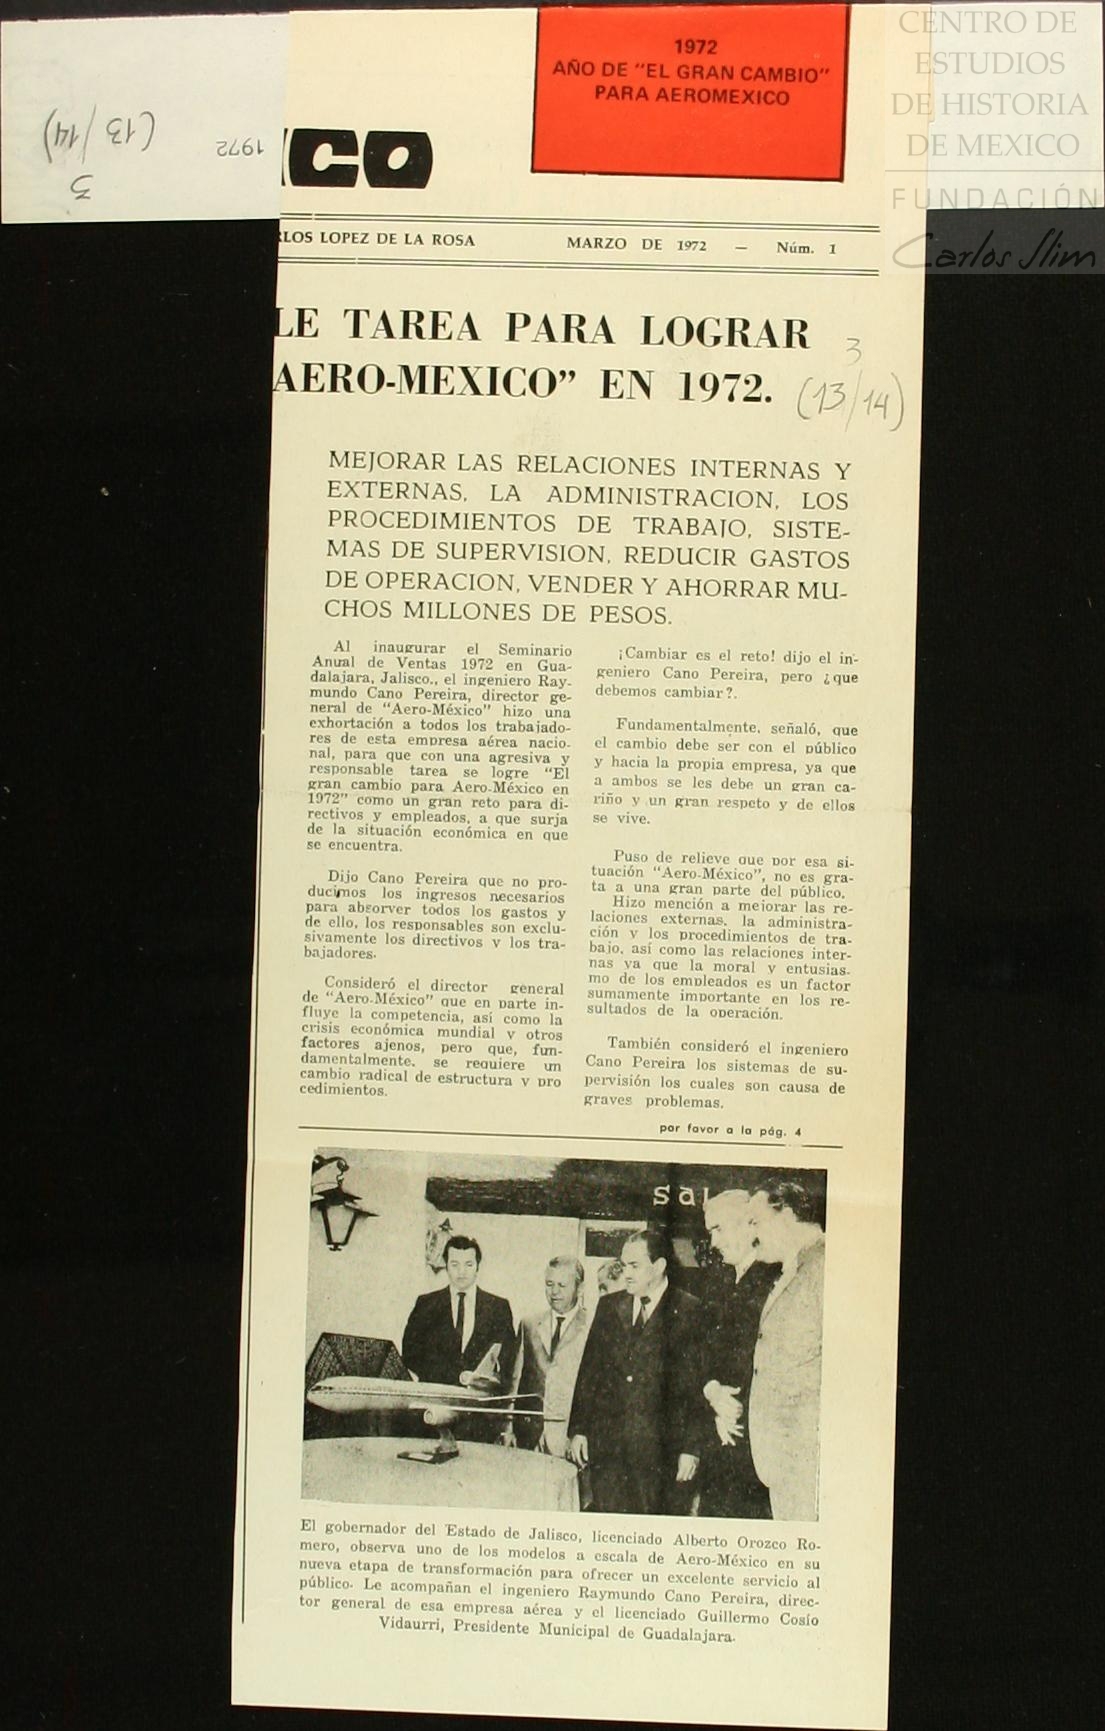 CENTRO DE
ESTUDIOS
DE HISTORIA
DE MEXICO
FUNDACIÓN
Carlos Slim
(13/14)
3
1972
1972
AÑO DE "EL GRAN CAMBIO"
PARA AEROMEXICO
ICO
RLOS LOPEZ DE LA ROSA MARZO DE 1972 — Núm. 1
LE TAREA PARA LOGRAR
AERO-MEXICO" EN 1972.
3
(13/14)
MEJORAR LAS RELACIONES INTERNAS Y
EXTERNAS, LA ADMINISTRACION, LOS
PROCEDIMIENTOS DE TRABAJO, SISTE-
MAS DE SUPERVISION, REDUCIR GASTOS
DE OPERACION, VENDER Y AHORRAR MU-
CHOS MILLONES DE PESOS.
Al inaugurar el Seminario
Anual de Ventas 1972 en Gua-
dalajara, Jalisco., el ingeniero Ray-
mundo Cano Pereira, director ge-
neral de "Aero-México" hizo una
exhortación a todos los trabajado-
res de esta empresa aérea nacio-
nal, para que con una agresiva y
responsable tarea se logre "El
gran cambio para Aero-México en
1972" como un gran reto para di-
rectivos y empleados, a que surja
de la situación económica en que
se encuentra.
Dijo Cano Pereira que no pro-
ducimos los ingresos necesarios
para absorver todos los gastos y
de ello, los responsables son exclu-
sivamente los directivos y los tra-
bajadores.
Consideró el director general
de "Aero-México" que en parte in-
fluye la competencia, así como la
crisis económica mundial y otros
factores ajenos, pero que, fun-
damentalmente, se requiere un
cambio radical de estructura y pro
cedimientos.
¡Cambiar es el reto! dijo el in-
geniero Cano Pereira, pero ¿que
debemos cambiar?.
Fundamentalmente, señaló, que
el cambio debe ser con el público
y hacia la propia empresa, ya que
a ambos se les debe un gran ca-
riño y un gran respeto y de ellos
se vive.
Puso de relieve que por esa si-
tuación "Aero-México", no es gra-
ta a una gran parte del público.
Hizo mención a mejorar las re-
laciones externas, la administra-
ción y los procedimientos de tra-
bajo, así como las relaciones inter-
nas ya que la moral y entusias-
mo de los empleados es un factor
sumamente importante en los re-
sultados de la operación.
También consideró el ingeniero
Cano Pereira los sistemas de su-
pervisión los cuales son causa de
graves problemas.
por favor a la pág. 4
sal
El gobernador del Estado de Jalisco, licenciado Alberto Orozco Ro-
mero, observa uno de los modelos a escala de Aero-México en su
nueva etapa de transformación para ofrecer un excelente servicio al
público. Le acompañan el ingeniero Raymundo Cano Pereira, direc-
tor general de esa empresa aérea y el licenciado Guillermo Cosío
Vidaurri, Presidente Municipal de Guadalajara.